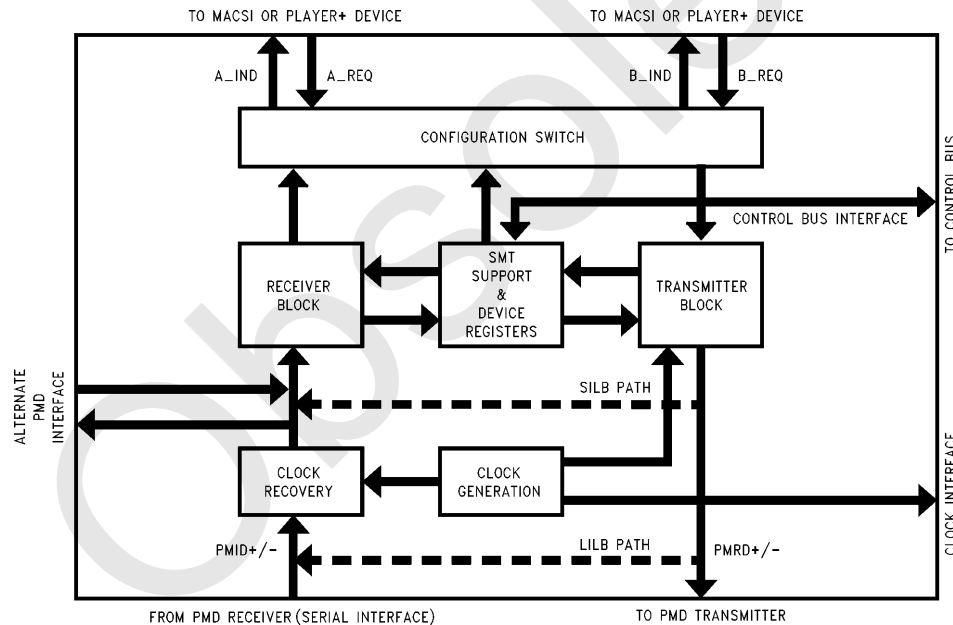 TO MACSI OR PLAYER+ DEVICE
TO MACSI OR PLAYER+ DEVICE
A_IND
A_REQ
B_IND
B_REQ
CONFIGURATION SWITCH
CONTROL BUS INTERFACE
TO CONTROL BUS
RECEIVER
BLOCK
SMT
SUPPORT
&
DEVICE
REGISTERS
TRANSMITTER
BLOCK
ALTERNATE
PMD
INTERFACE
SILB PATH
CLOCK
RECOVERY
CLOCK
GENERATION
CLOCK INTERFACE
PMID+/-
LILB PATH
PMRD+/-
FROM PMD RECEIVER (SERIAL INTERFACE)
TO PMD TRANSMITTER
Obsole